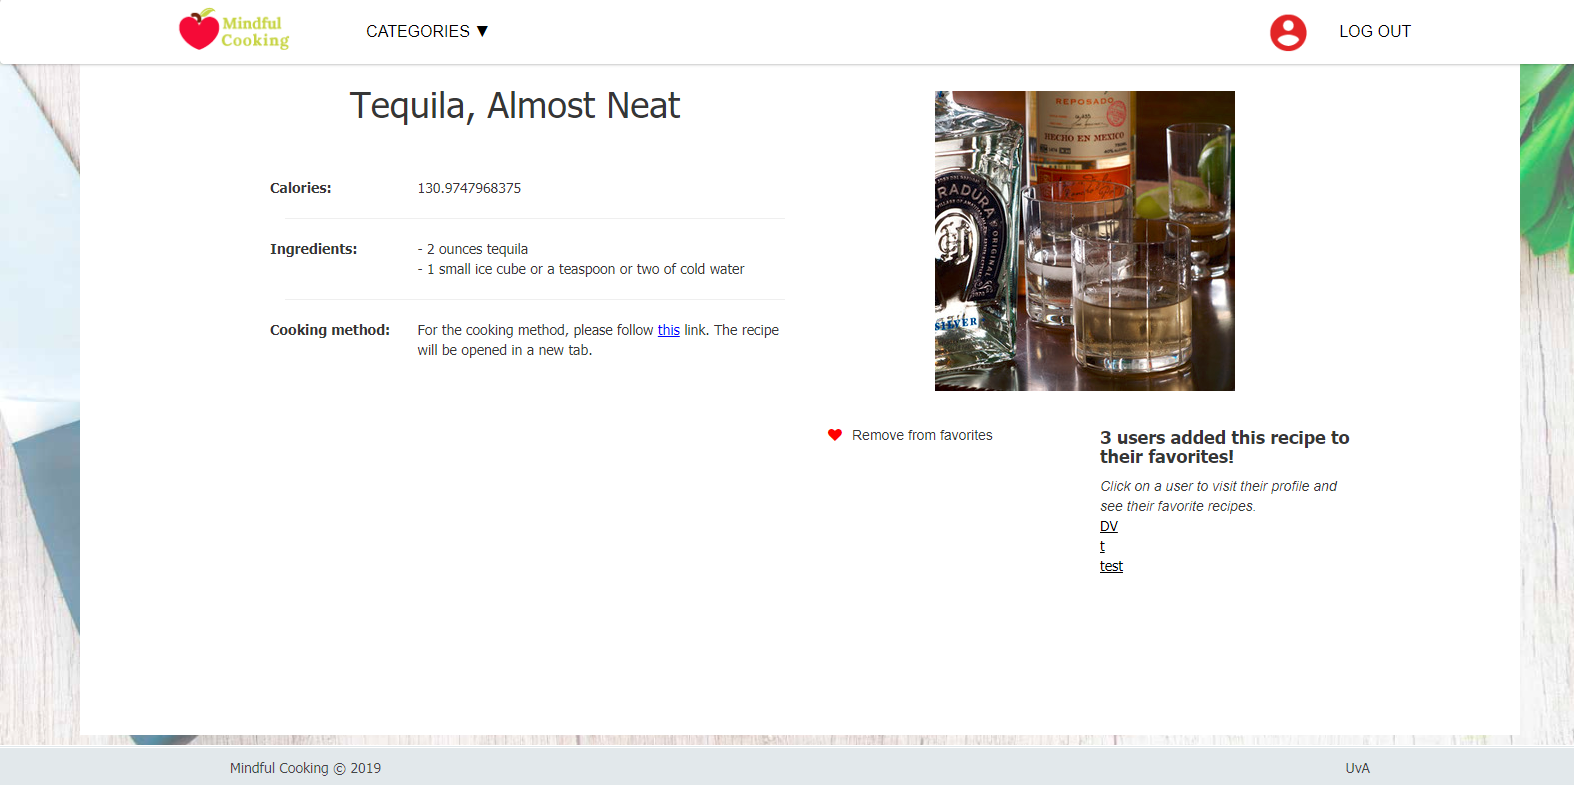 Mindful
Cooking
CATEGORIES ▼
LOG OUT
Tequila, Almost Neat
Calories: 130.9747968375
Ingredients: - 2 ounces tequila
- 1 small ice cube or a teaspoon or two of cold water
Cooking method: For the cooking method, please follow this link. The recipe
will be opened in a new tab.
REPOSADO
HECHO EN MEXICO
RADURA
ORIGINAL
SILVER
Remove from favorites
3 users added this recipe to
their favorites!
Click on a user to visit their profile and
see their favorite recipes.
DV
t
test
Mindful Cooking © 2019
UvA